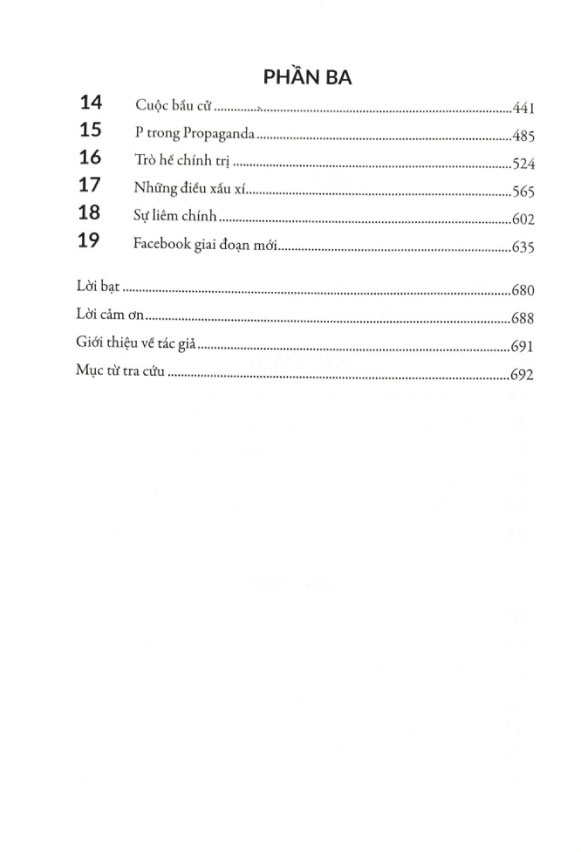 PHẦN BA
14 Cuộc bầu cử 441
15 P trong Propaganda 485
16 Trò hề chính trị 524
17 Những điều xấu xí 565
18 Sự liêm chính 602
19 Facebook giai đoạn mới 635
Lời bạt 680
Lời cảm ơn 688
Giới thiệu về tác giả 691
Mục từ tra cứu 692